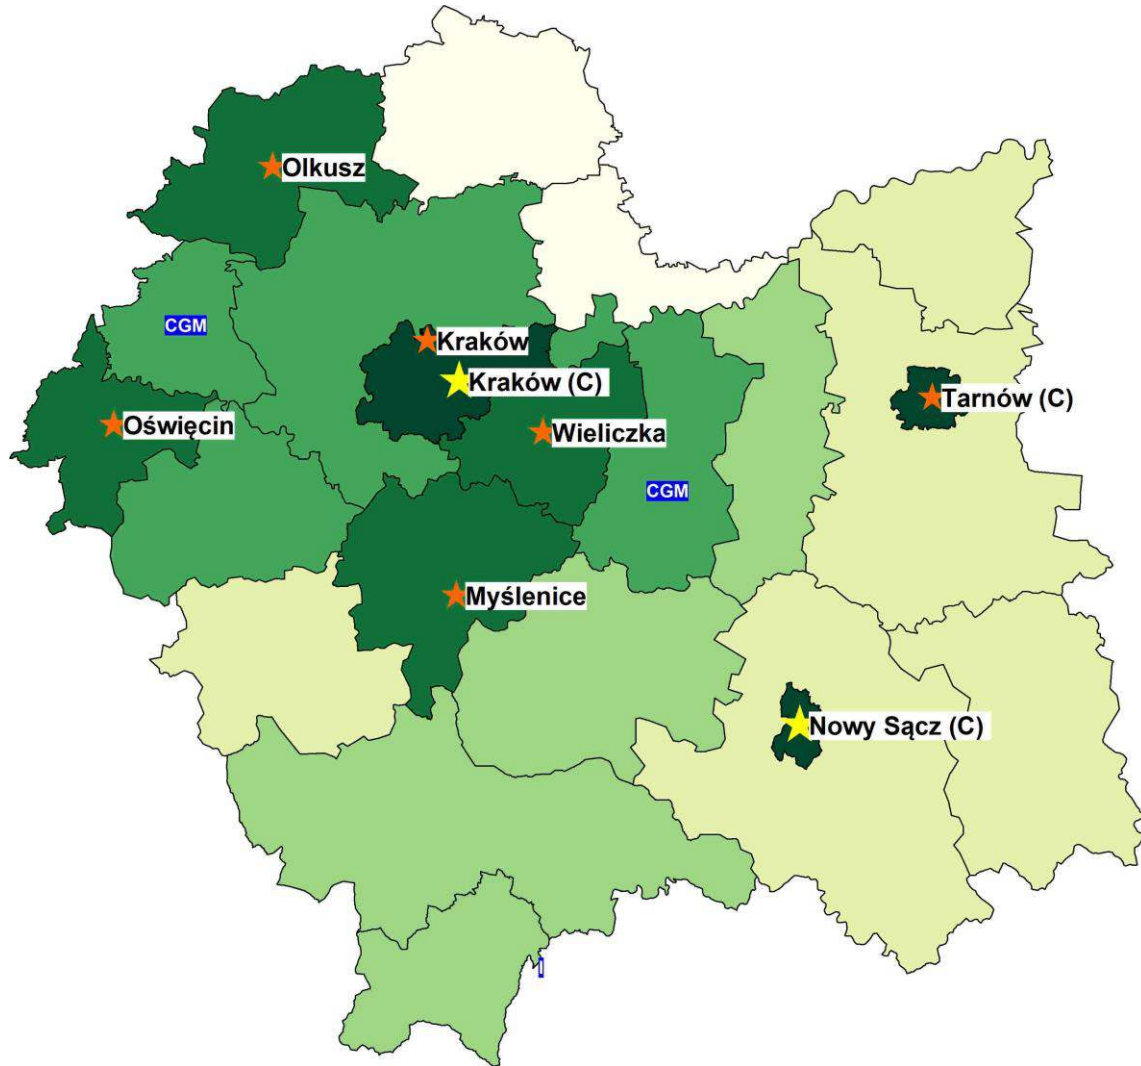 Olkusz
CGM
Kraków
Kraków (C)
Tarnów (C)
Oświęcin
Wieliczka
CGM
Myślenice
Nowy Sącz (C)